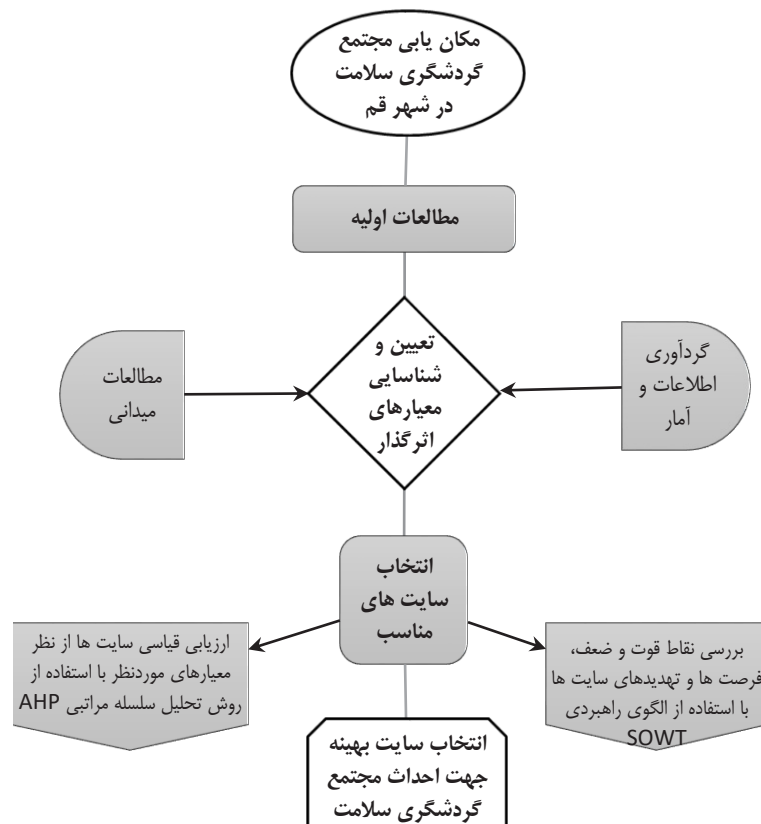 مکان یابی مجتمع
گردشگری سلامت
در شهر قم
مطالعات اولیه
تعیین و
شناسایی
معیارهای
اثرگذار
گردآوری
اطلاعات و
آمار
مطالعات
میدانی
انتخاب
سایت های
مناسب
بررسی نقاط قوت و ضعف،
فرصت ها و تهدیدهای سایت ها
با استفاده از الگوی راهبردی
SOWT
ارزیابی قیاسی سایت ها از نظر
معیارهای موردنظر با استفاده از
روش تحلیل سلسله مراتبی AHP
انتخاب سایت بهینه
جهت احداث مجتمع
گردشگری سلامت